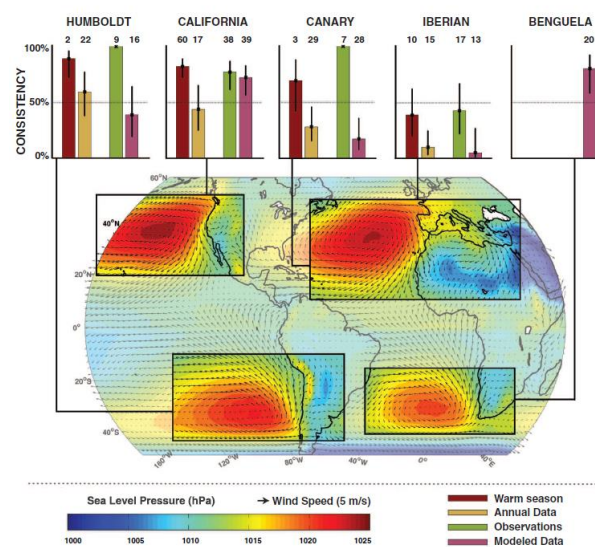 HUMBOLDT CALIFORNIA CANARY IBERIAN BENGUELA
2 22 9 16 60 17 38 39 3 29 7 28 10 15 17 13 20
100%
50%
0%
CONSISTENCY
60°N
40°N
20°N
0°
20°S
40°S
160°W 120°W 80°W 40°W 0° 40°E
Sea Level Pressure (hPa) → Wind Speed (5 m/s)
1000 1005 1010 1015 1020 1025
Warm season
Annual Data
Observations
Modeled Data